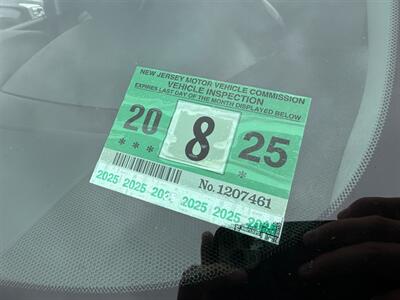 NEW JERSEY MOTOR VEHICLE COMMISSION
VEHICLE INSPECTION
EXPIRES LAST DAY OF THE MONTH DISPLAYED BELOW
20 8 25
No. 1207461
2025 2025 2025 2025 2025 2025